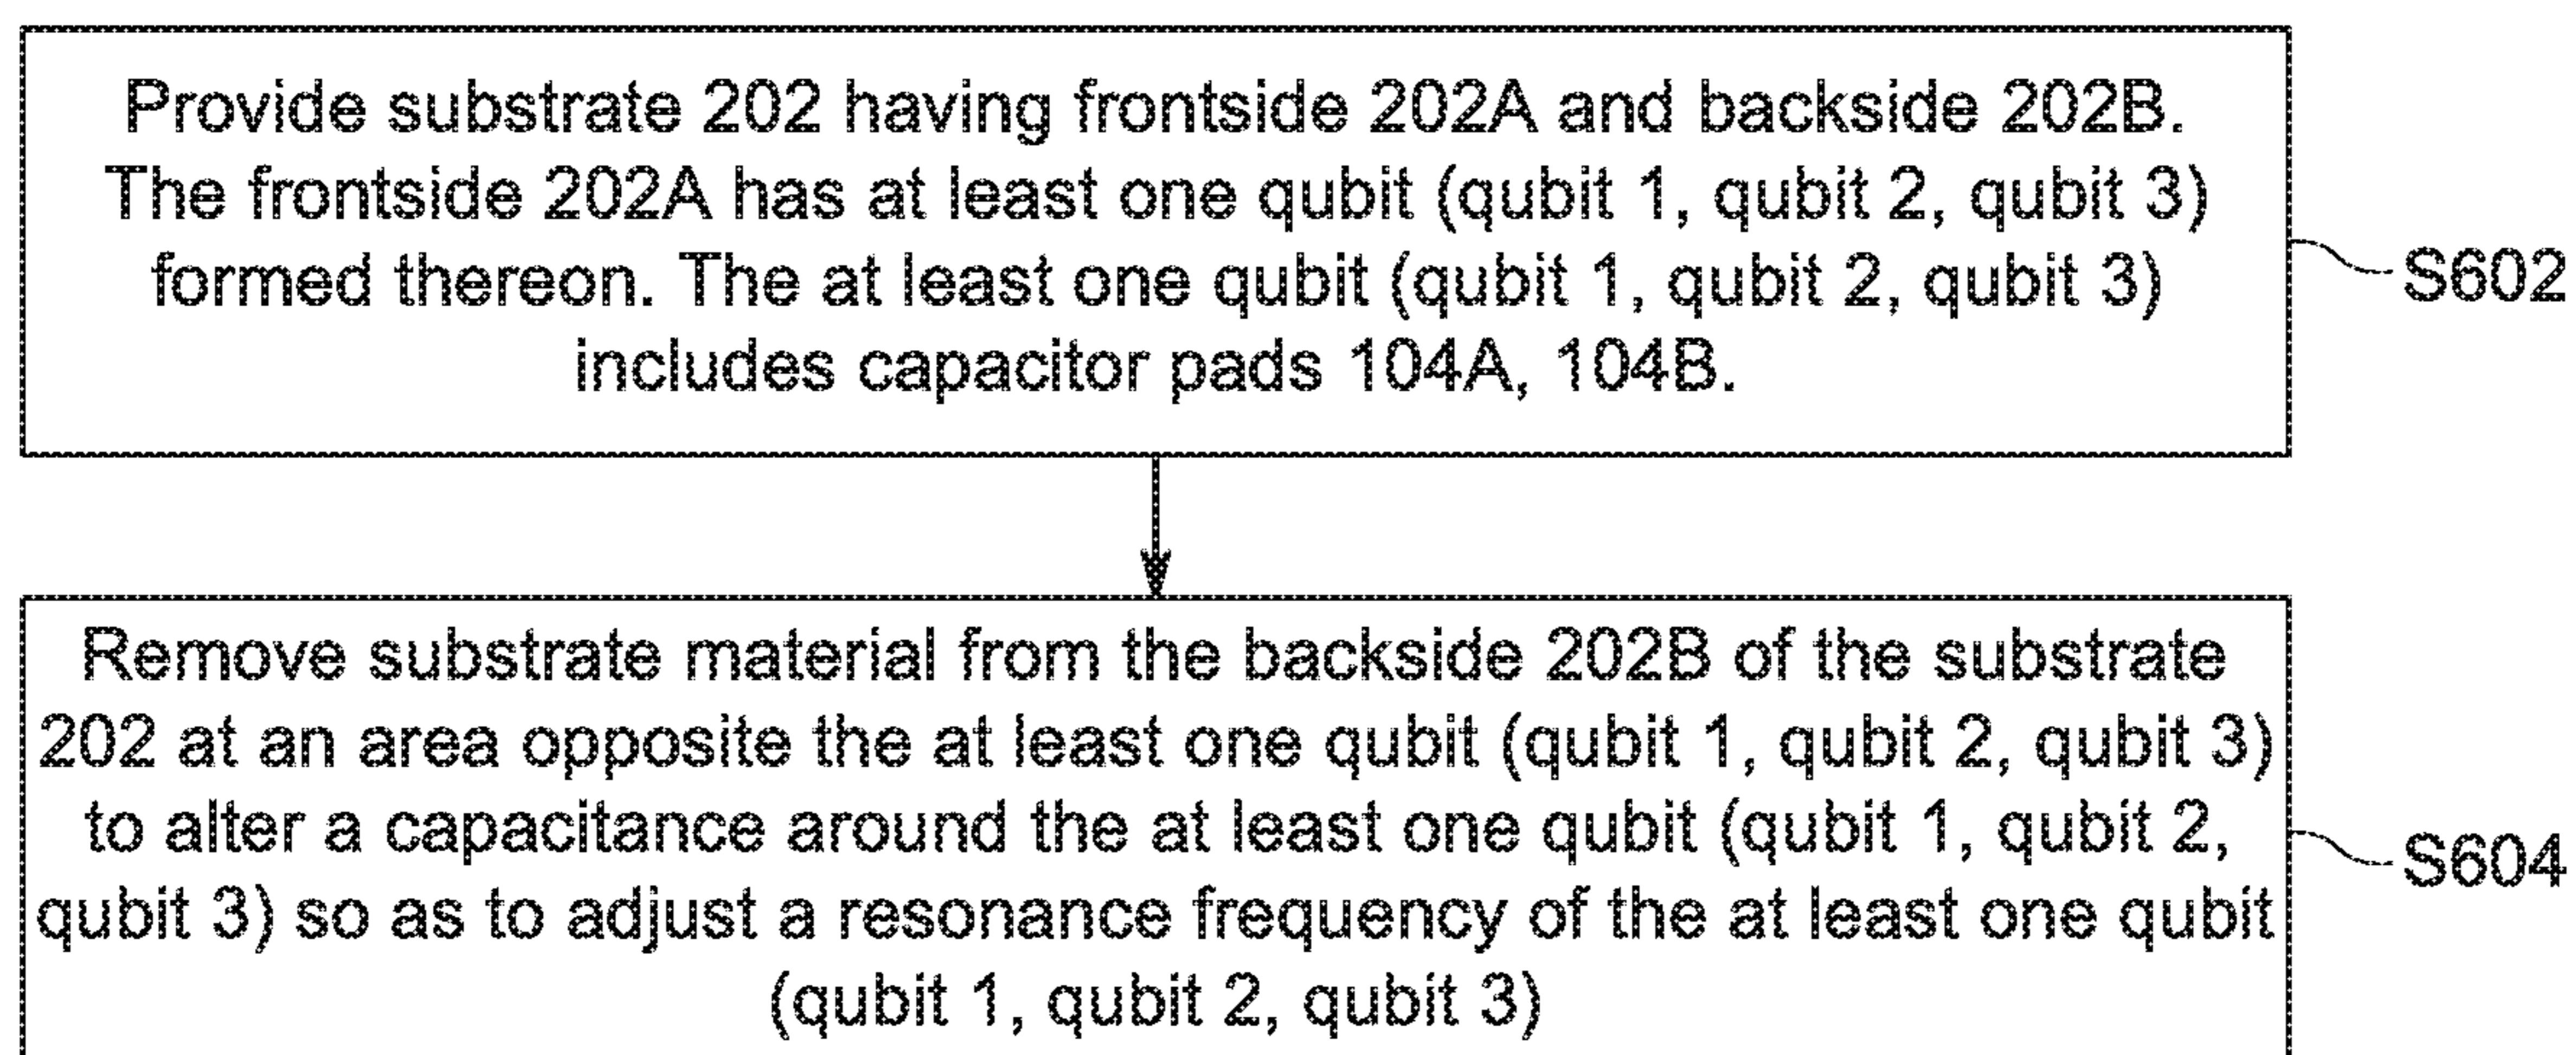 Provide substrate 202 having frontside 202A and backside 202B.
The frontside 202A has at least one qubit (qubit 1, qubit 2, qubit 3)
formed thereon. The at least one qubit (qubit 1, qubit 2, qubit 3)
includes capacitor pads 104A, 104B.
S602
Remove substrate material from the backside 202B of the substrate
202 at an area opposite the at least one qubit (qubit 1, qubit 2, qubit 3)
to alter a capacitance around the at least one qubit (qubit 1, qubit 2,
qubit 3) so as to adjust a resonance frequency of the at least one qubit
(qubit 1, qubit 2, qubit 3)
S604